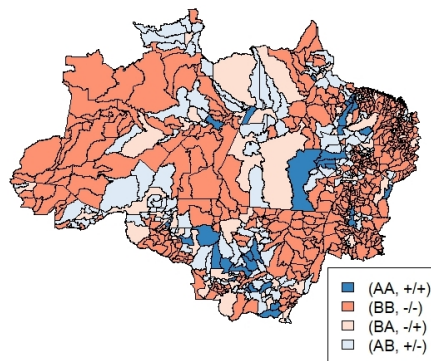 (AA, +/+)
(BB, -/-)
(BA, -/+)
(AB, +/-)